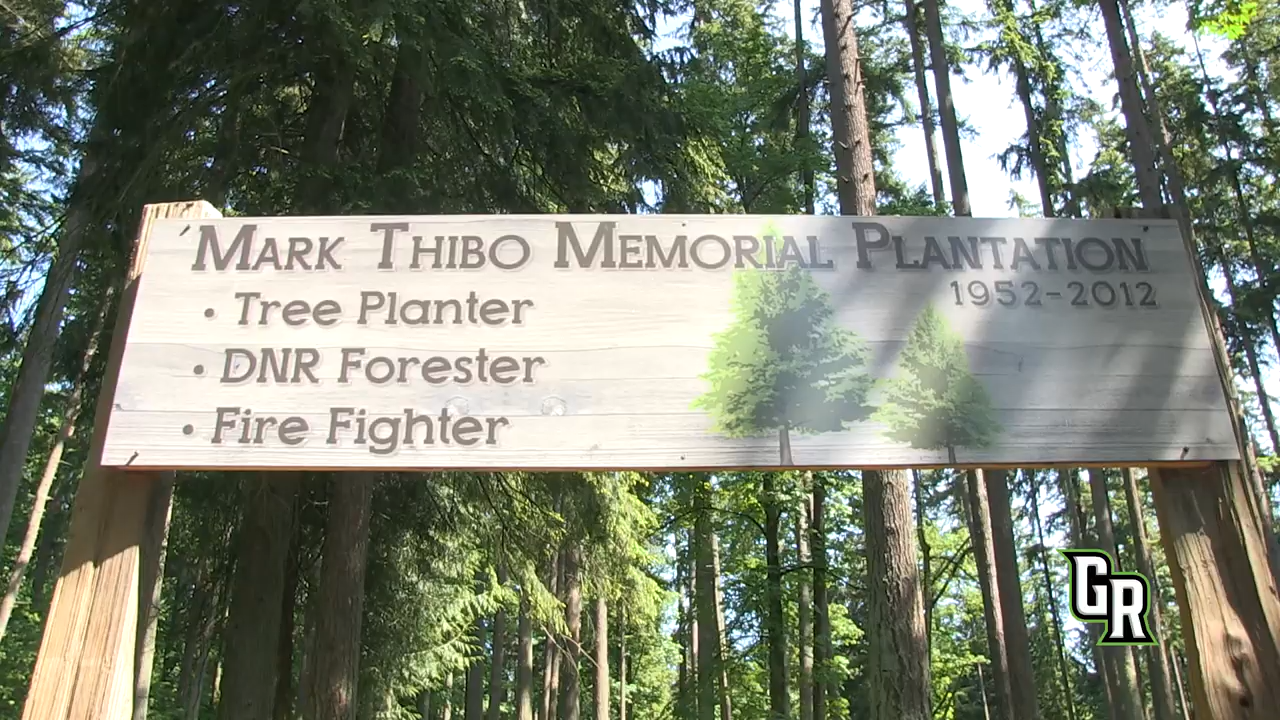 Mark Thibo Memorial Plantation
1952-2012
• Tree Planter
• DNR Forester
• Fire Fighter
GR